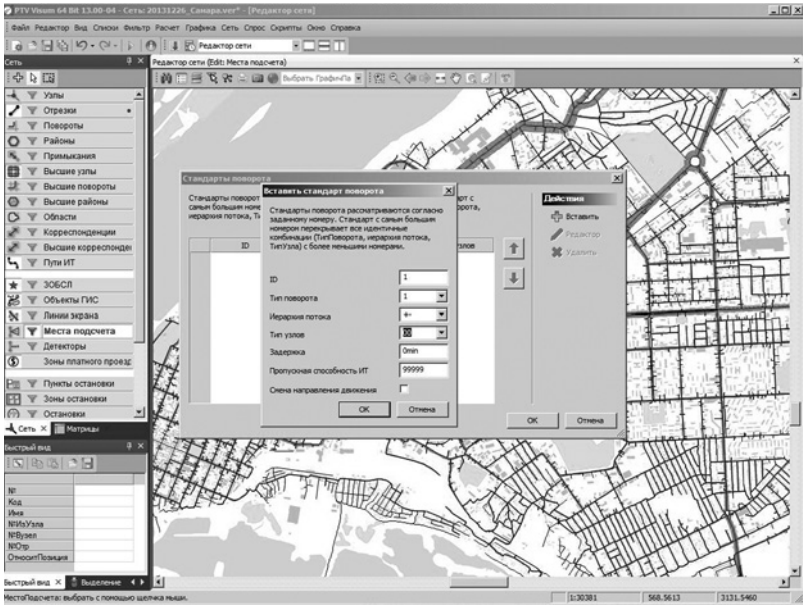 PTV Visum 64 Bit 13.00-04 - Сеть: 20131226_Самара.ver* - [Редактор сети]
Файл Редактор Вид Списки Фильтр Расчет Графика Сеть Спрос Скрипты Окно Справка
Редактор сети
Сеть
Редактор сети (Edit: Места подсчета)
Выбрать ГрафичПа
Узлы
Отрезки
Повороты
Районы
Примыкания
Высшие узлы
Высшие повороты
Высшие районы
Области
Корреспонденции
Высшие корреспонден
Пути ИТ
ЗОБСЛ
Объекты ГИС
Линии экрана
Места подсчета
Детекторы
Зоны платного проезд
Пункты остановки
Зоны остановки
Остановки
Сеть
Матрицы
Быстрый вид
№
Код
Имя
№ИзУзла
№Вузел
№Отр
ОтноситПозиция
Быстрый вид
Выделение
Стандарты поворота
Стандарты поворот
самым большим номе
иерархия потока, Ти
арт с
орота,
ID
узлов
Действия
Вставить
Редактор
Удалить
OK
Отмена
Вставить стандарт поворота
Стандарты поворота рассматриваются согласно
заданному номеру. Стандарт с самым большим
номером перекрывает все идентичные
комбинации (ТипПоворота, иерархия потока,
ТипУзла) с более меньшими номерами.
ID
1
Тип поворота
1
Иерархия потока
+-
Тип узлов
00
Задержка
0min
Пропускная способность ИТ
99999
Смена направления движения
OK
Отмена
МестоПодсчета: выбрать с помощью щелчка мыши.
1:30381
568.5613
3131.5460